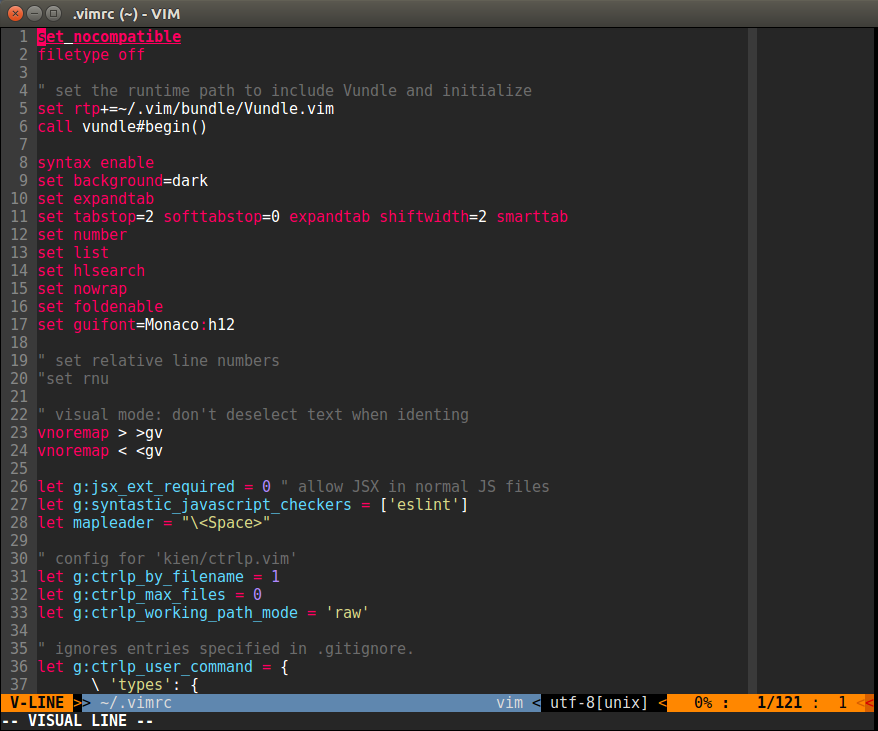 .vimrc (~) - VIM
1 set nocompatible
2 filetype off
3
4 " set the runtime path to include Vundle and initialize
5 set rtp+=~/.vim/bundle/Vundle.vim
6 call vundle#begin()
7
8 syntax enable
9 set background=dark
10 set expandtab
11 set tabstop=2 softtabstop=0 expandtab shiftwidth=2 smarttab
12 set number
13 set list
14 set hlsearch
15 set nowrap
16 set foldenable
17 set guifont=Monaco:h12
18
19 " set relative line numbers
20 "set rnu
21
22 " visual mode: don't deselect text when identing
23 vnoremap > >gv
24 vnoremap < <gv
25
26 let g:jsx_ext_required = 0 " allow JSX in normal JS files
27 let g:syntastic_javascript_checkers = ['eslint']
28 let mapleader = "\<Space>"
29
30 " config for 'kien/ctrlp.vim'
31 let g:ctrlp_by_filename = 1
32 let g:ctrlp_max_files = 0
33 let g:ctrlp_working_path_mode = 'raw'
34
35 " ignores entries specified in .gitignore.
36 let g:ctrlp_user_command = {
37 \ 'types': {
V-LINE >> ~/.vimrc vim < utf-8[unix] < 0% : 1/121 : 1 <<
-- VISUAL LINE --